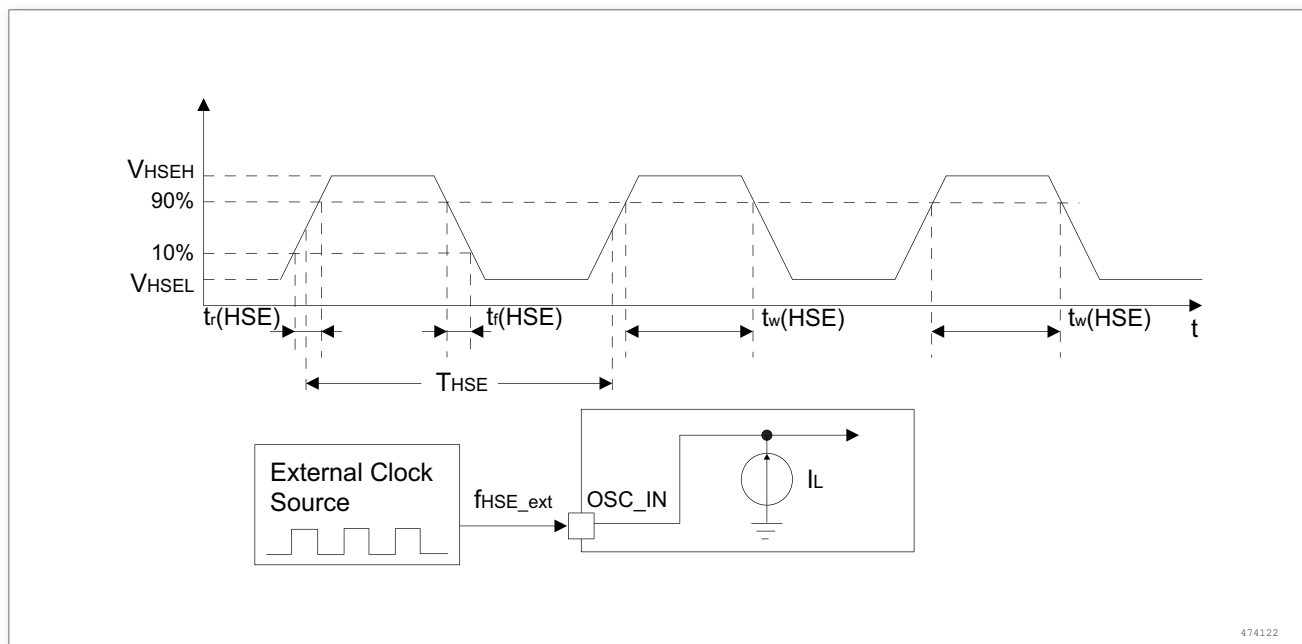 VHSEH
90%
10%
VHSEL
tr(HSE)
tf(HSE)
tw(HSE)
tw(HSE)
t
THSE
External Clock
Source
fHSE_ext
OSC_IN
IL
474122